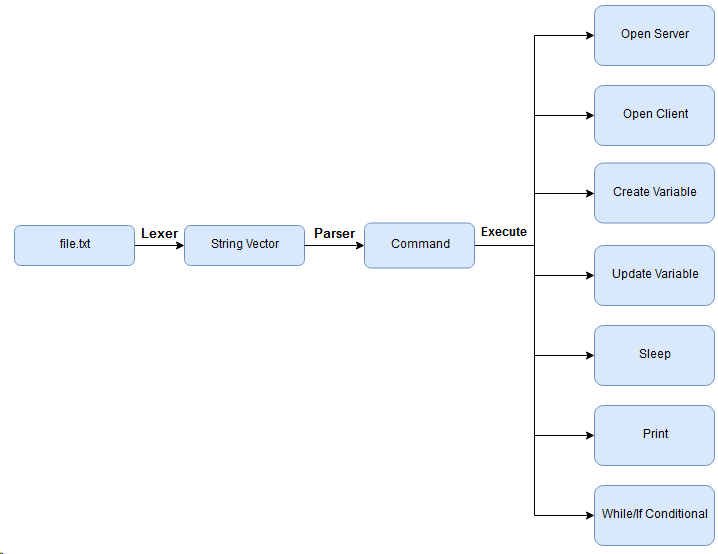 Open Server
Open Client
Create Variable
file.txt
Lexer
String Vector
Parser
Command
Execute
Update Variable
Sleep
Print
While/If Conditional